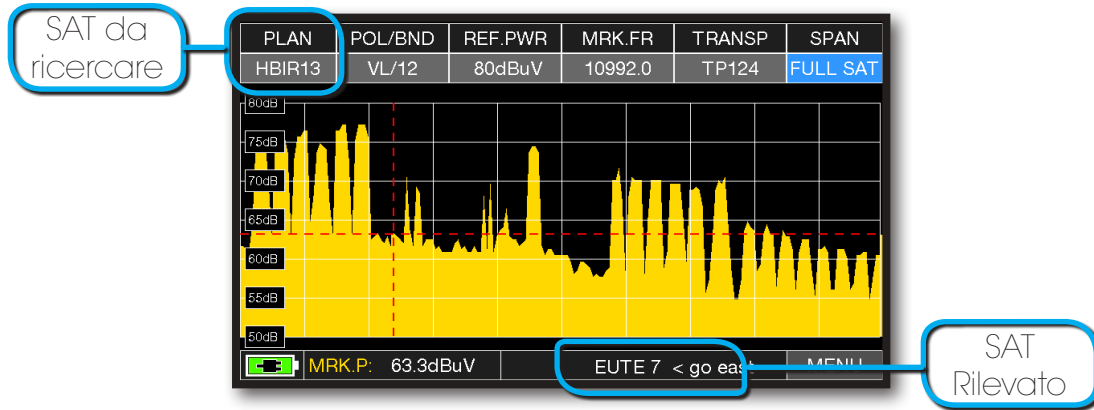 SAT da
ricercare
PLAN POL/BND REF.PWR MRK.FR TRANSP SPAN
HBIR13 VL/12 80dBuV 10992.0 TP124 FULL SAT
80dB
75dB
70dB
65dB
60dB
55dB
50dB
MRK.P: 63.3dBuV EUTE 7 < go east MENU
SAT
Rilevato